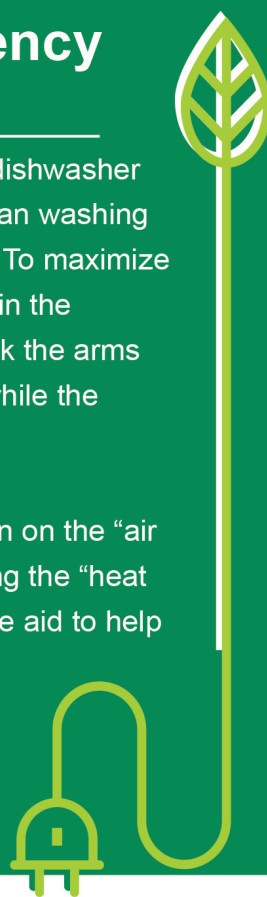 ency
dishwasher
an washing
To maximize
in the
k the arms
while the
n on the “air
ng the “heat
e aid to help